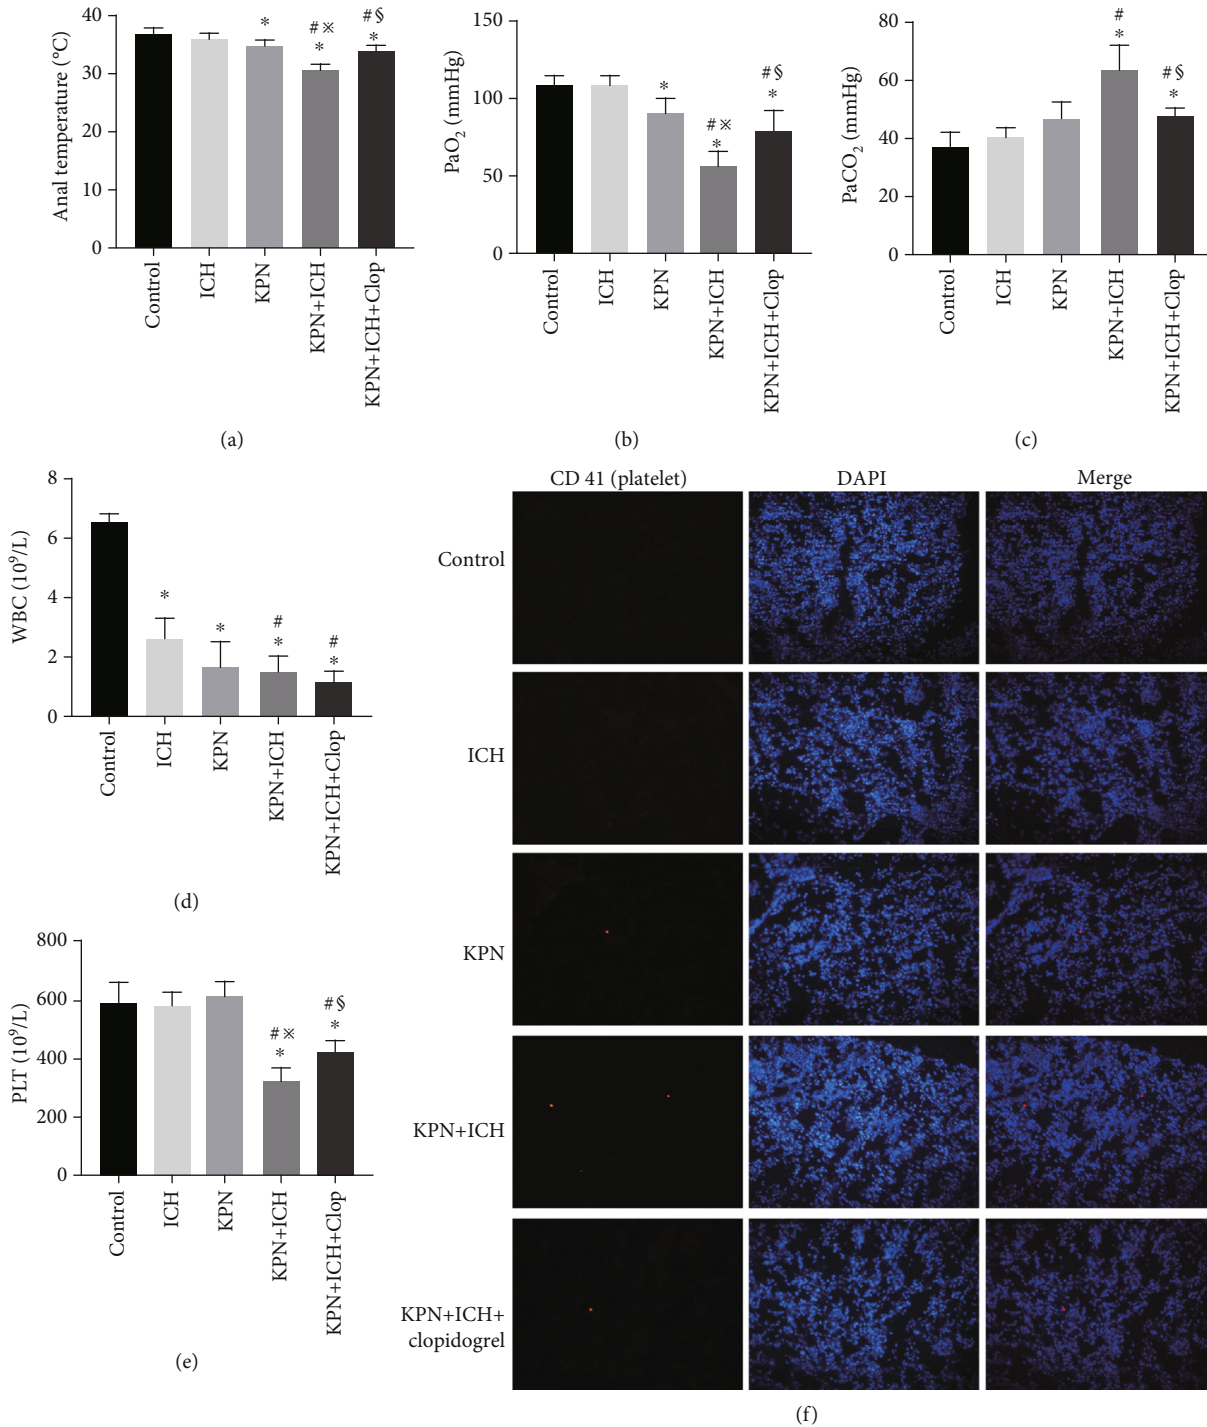 Anal temperature (°C)
40
30
20
10
0
*
#※
*
#§
*
Control
ICH
KPN
KPN+ICH
KPN+ICH+Clop
(a)
PaO2 (mmHg)
150
100
50
0
*
#※
*
#§
*
Control
ICH
KPN
KPN+ICH
KPN+ICH+Clop
(b)
PaCO2 (mmHg)
80
60
40
20
0
#
*
#§
*
Control
ICH
KPN
KPN+ICH
KPN+ICH+Clop
(c)
WBC (10⁹/L)
8
6
4
2
0
*
*
#
*
#
*
Control
ICH
KPN
KPN+ICH
KPN+ICH+Clop
(d)
PLT (10⁹/L)
800
600
400
200
0
#※
*
#§
*
Control
ICH
KPN
KPN+ICH
KPN+ICH+Clop
(e)
CD 41 (platelet)
DAPI
Merge
Control
ICH
KPN
KPN+ICH
KPN+ICH+
clopidogrel
(f)